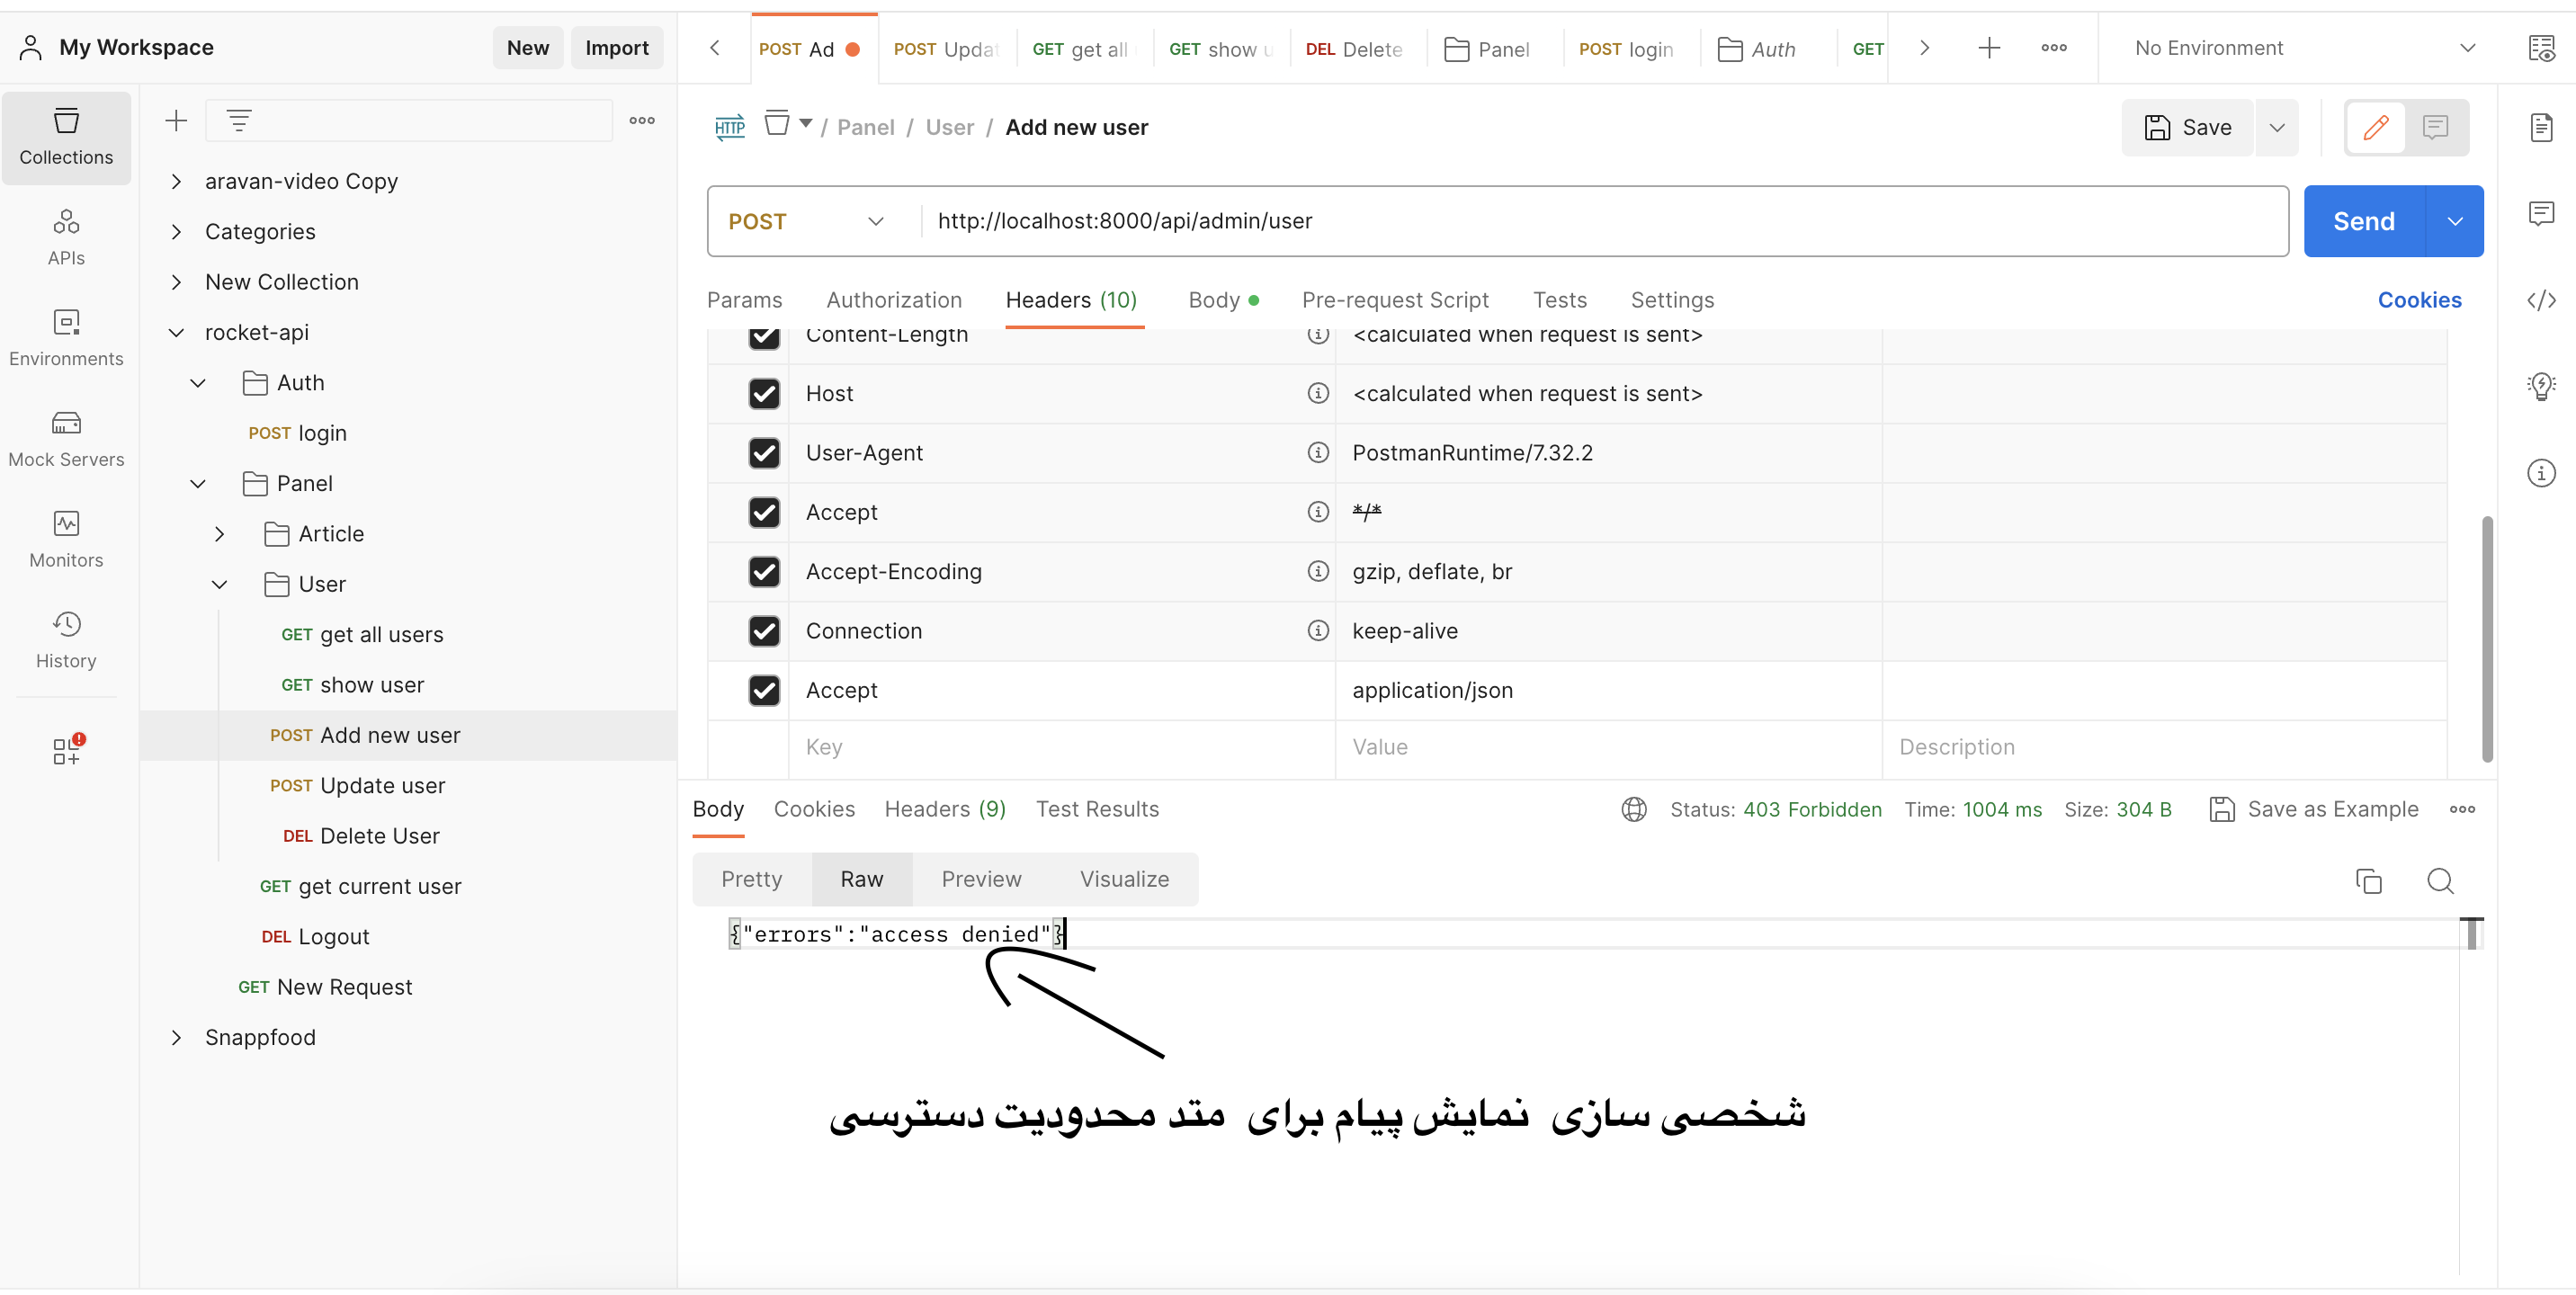 My Workspace
New
Import
POST Ad
POST Updat
GET get all
GET show u
DEL Delete
Panel
POST login
Auth
GET
No Environment
Collections
APIs
Environments
Mock Servers
Monitors
History
aravan-video Copy
Categories
New Collection
rocket-api
Auth
POST login
Panel
Article
User
GET get all users
GET show user
POST Add new user
POST Update user
DEL Delete User
GET get current user
DEL Logout
GET New Request
Snappfood
HTTP / Panel / User / Add new user
Save
POST http://localhost:8000/api/admin/user
Send
Params Authorization Headers (10) Body Pre-request Script Tests Settings Cookies
Content-Length <calculated when request is sent>
Host <calculated when request is sent>
User-Agent PostmanRuntime/7.32.2
Accept */*
Accept-Encoding gzip, deflate, br
Connection keep-alive
Accept application/json
Key Value Description
Body Cookies Headers (9) Test Results Status: 403 Forbidden Time: 1004 ms Size: 304 B Save as Example
Pretty Raw Preview Visualize
{"errors":"access denied"}
شخصی سازی نمایش پیام برای متد محدودیت دسترسی